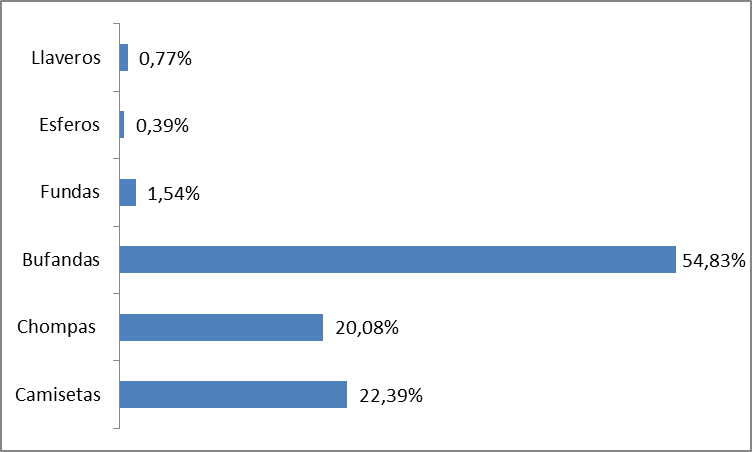 Llaveros 0,77%
Esferos 0,39%
Fundas 1,54%
Bufandas 54,83%
Chompas 20,08%
Camisetas 22,39%